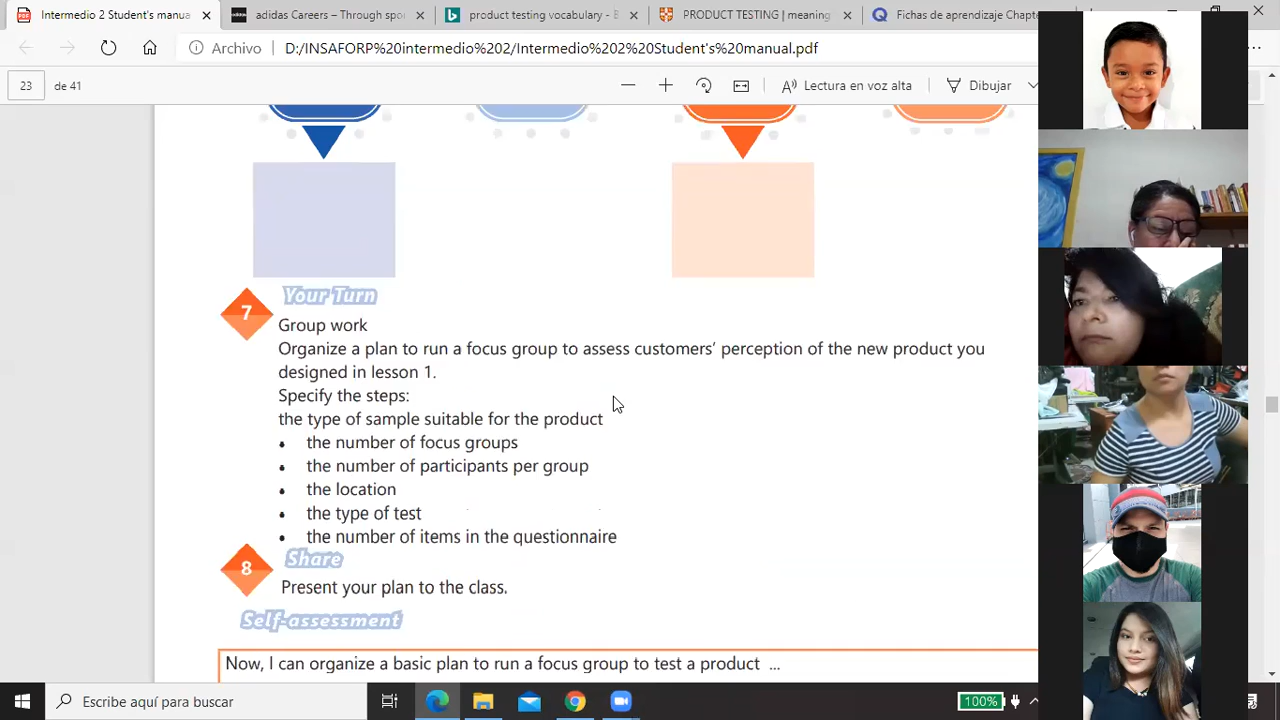 Intermedio 2 Student's manua
adidas Careers – Through spo
product testing vocabulary - B
PRODUCT TESTING | meaning
Fichas de aprendizaje Chapte
Archivo
D:/INSAFORP%20intermedio%202/Intermedio%202%20Student's%20manual.pdf
23
de 41
Lectura en voz alta
Dibujar
7
Your Turn
Group work
Organize a plan to run a focus group to assess customers' perception of the new product you
designed in lesson 1.
Specify the steps:
the type of sample suitable for the product
• the number of focus groups
• the number of participants per group
• the location
• the type of test
• the number of items in the questionnaire
8
Share
Present your plan to the class.
Self-assessment
Now, I can organize a basic plan to run a focus group to test a product ...
Escribe aquí para buscar
100%